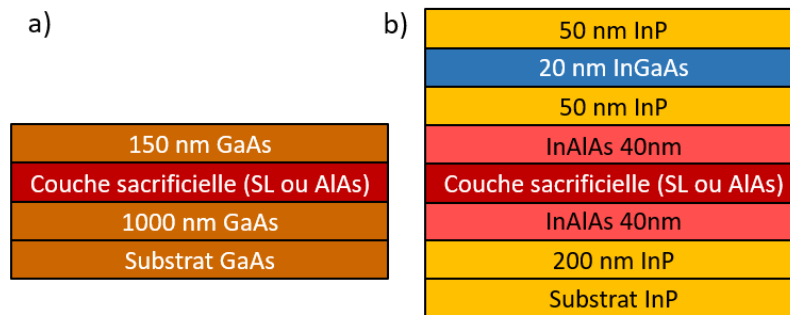 a)
150 nm GaAs
Couche sacrificielle (SL ou AlAs)
1000 nm GaAs
Substrat GaAs
b)
50 nm InP
20 nm InGaAs
50 nm InP
InAlAs 40nm
Couche sacrificielle (SL ou AlAs)
InAlAs 40nm
200 nm InP
Substrat InP